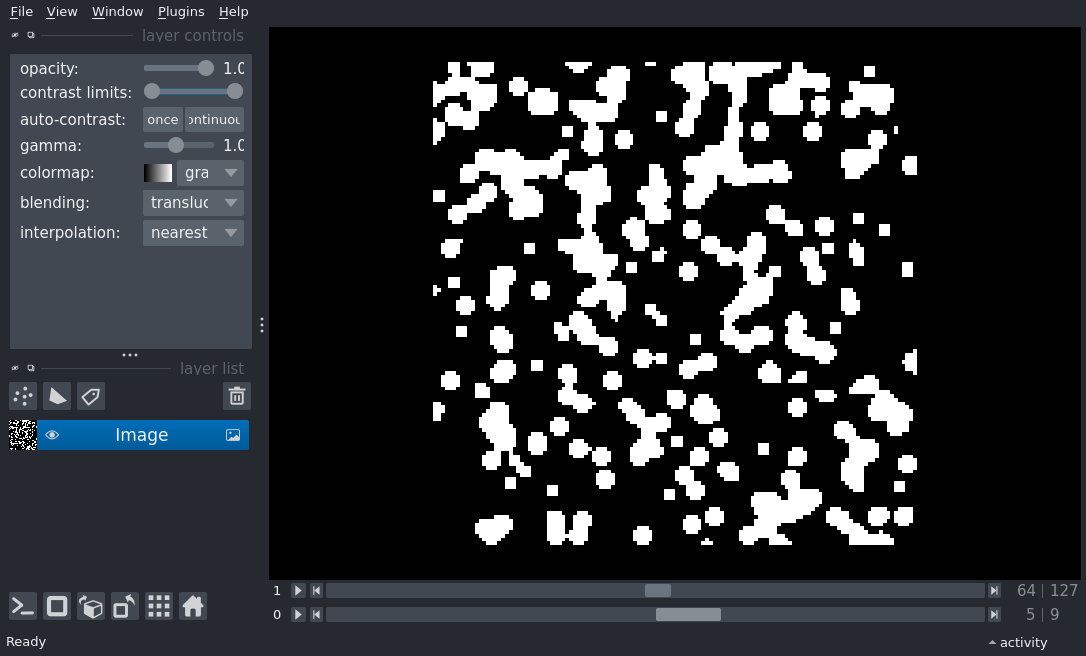 File View Window Plugins Help
layer controls
opacity: 1.0
contrast limits:
auto-contrast: once ontinuou
gamma: 1.0
colormap: gra
blending: transluc
interpolation: nearest
layer list
Image
1 64 127
0 5 9
Ready activity